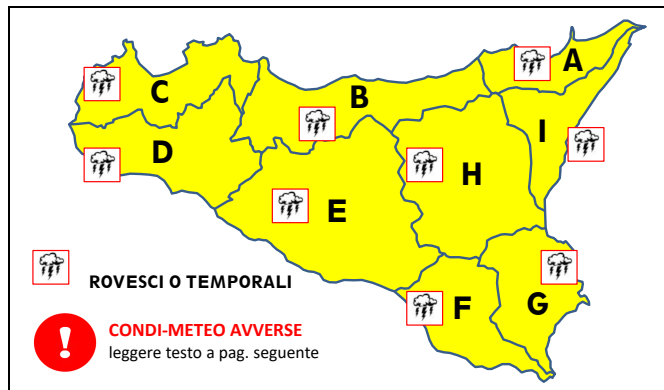 A
C
B
I
D
H
E
G
F
ROVESCI O TEMPORALI
!
CONDI-METEO AVVERSE
leggere testo a pag. seguente